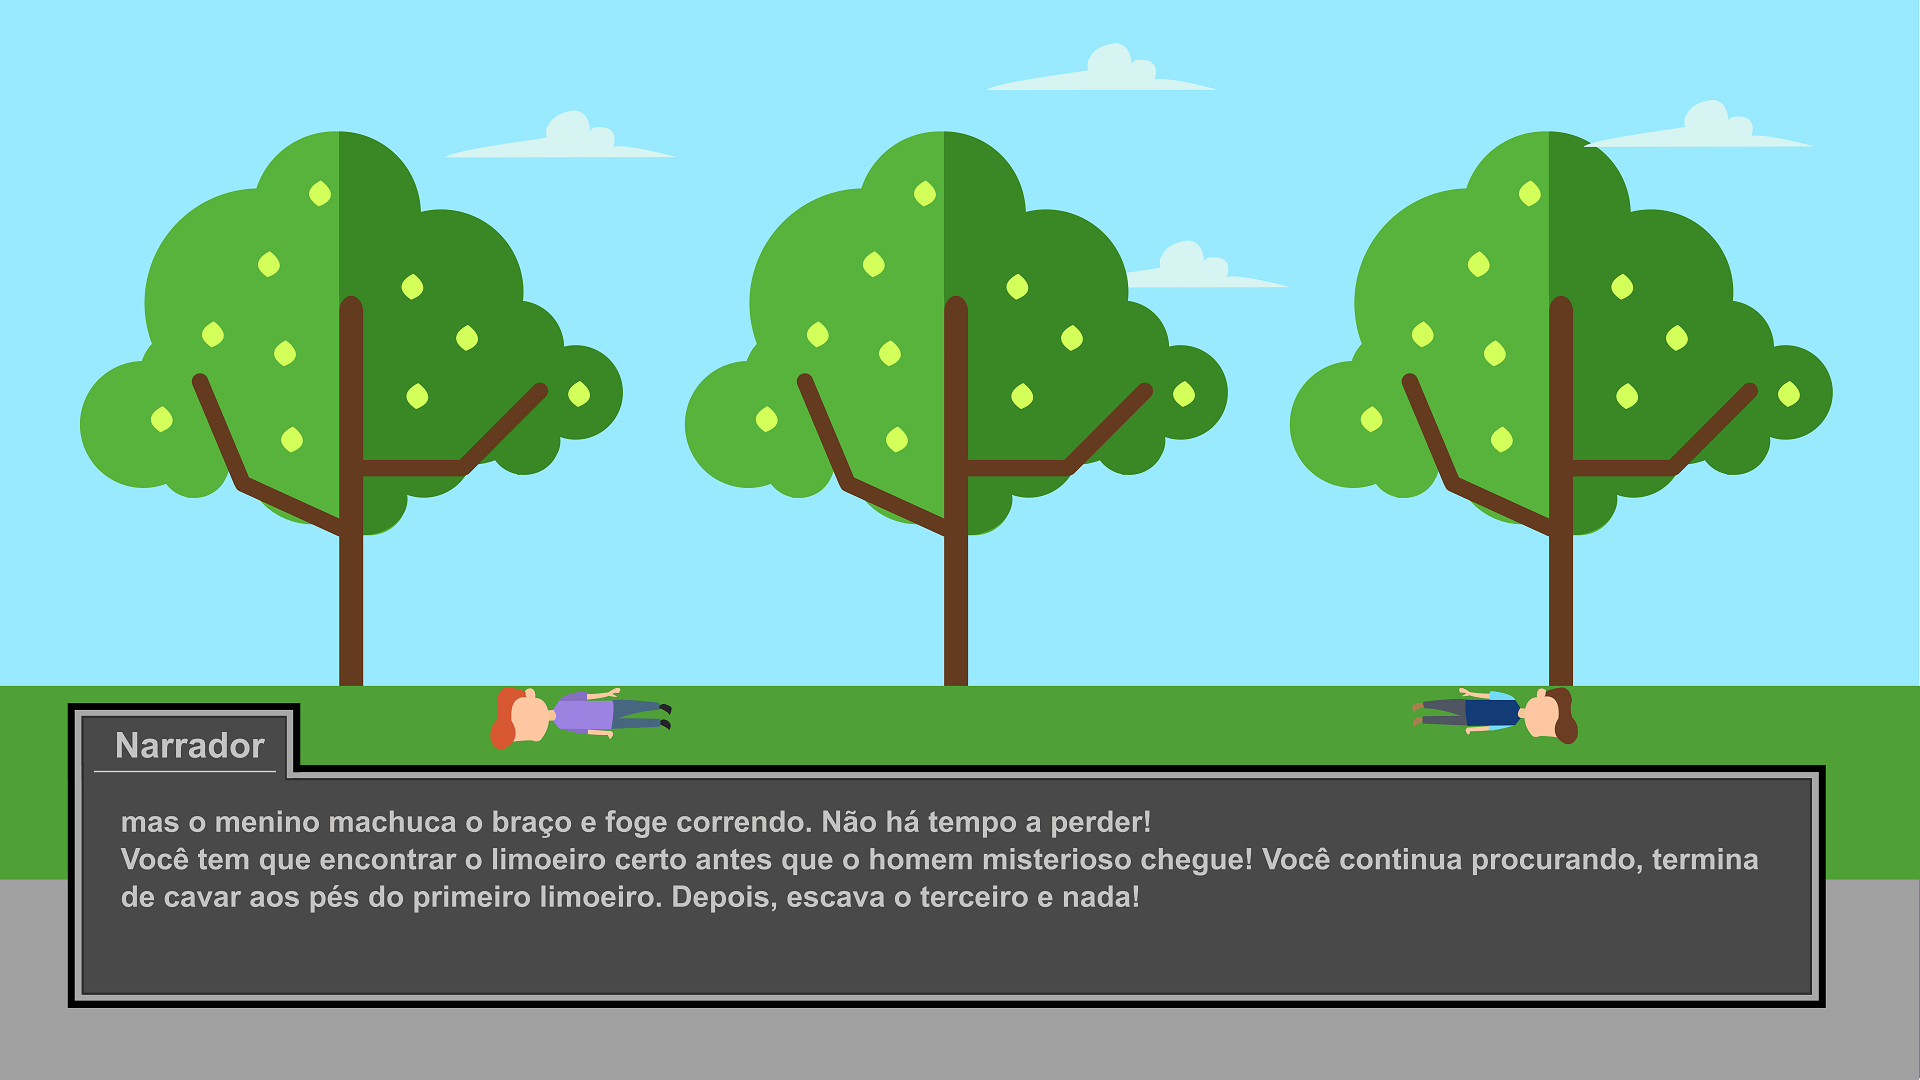 Narrador
mas o menino machuca o braço e foge correndo. Não há tempo a perder!
Você tem que encontrar o limoeiro certo antes que o homem misterioso chegue! Você continua procurando, termina
de cavar aos pés do primeiro limoeiro. Depois, escava o terceiro e nada!